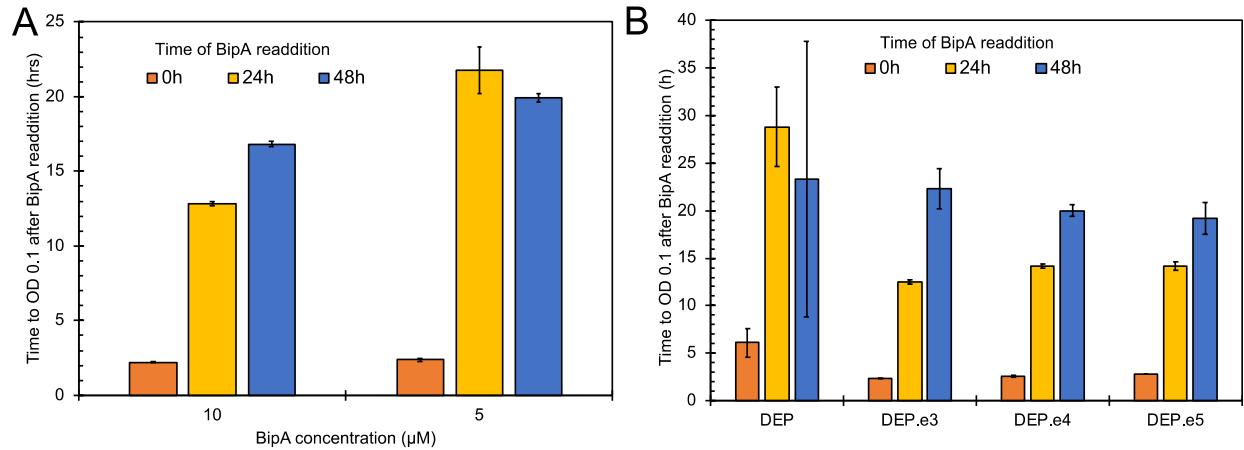 A
Time to OD 0.1 after BipA readdition (hrs)
25
20
15
10
5
0
Time of BipA readdition
0h 24h 48h
10 5
BipA concentration (µM)
B
Time to OD 0.1 after BipA readdition (h)
40
35
30
25
20
15
10
5
0
Time of BipA readdition
0h 24h 48h
DEP DEP.e3 DEP.e4 DEP.e5